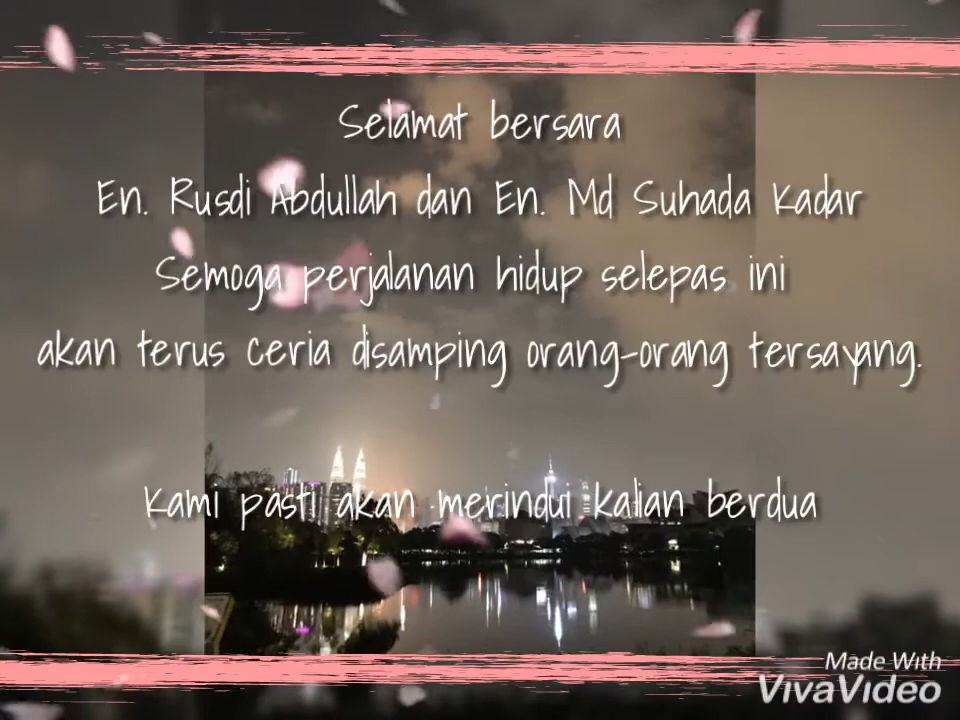 Selamat bersara
En. Rusdi Abdullah dan En. Md Suhada Kadar
Semoga perjalanan hidup selepas ini
akan terus ceria disamping orang-orang tersayang.
Kami pasti akan merindui kalian berdua
Made With
VivaVideo